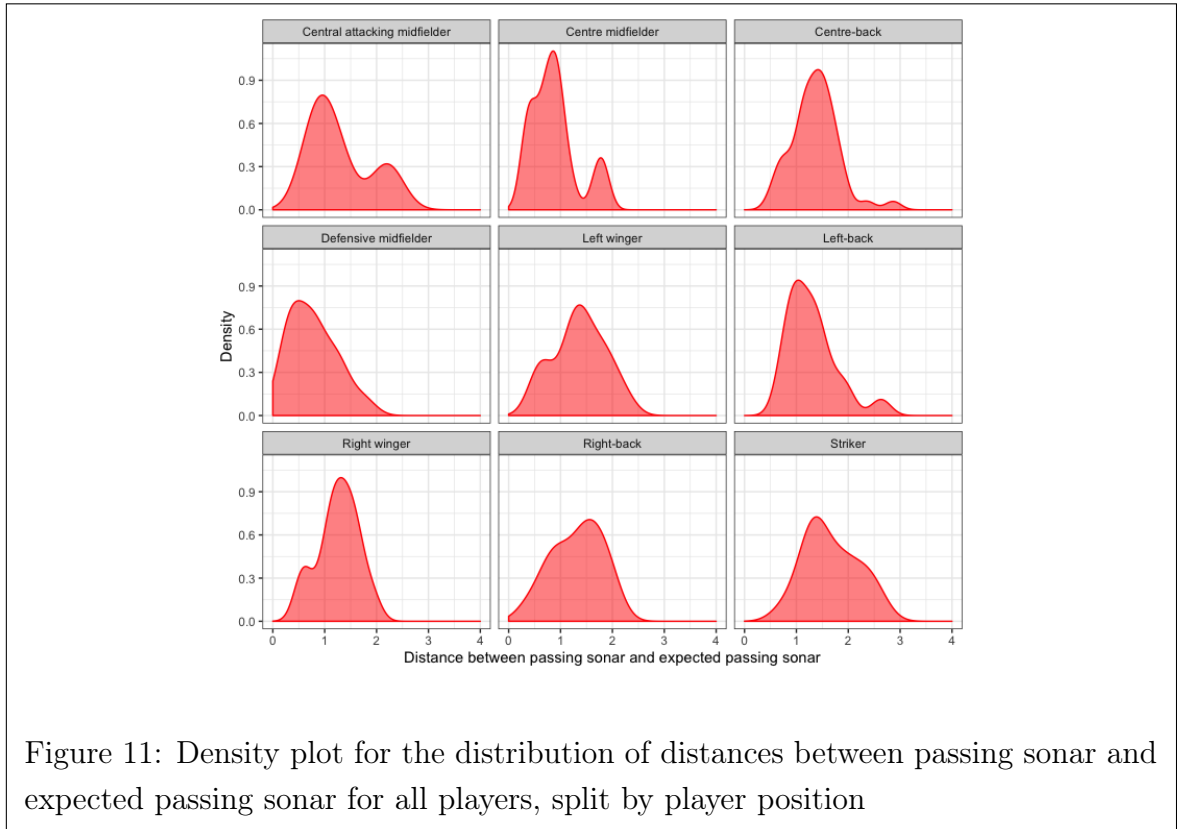 Central attacking midfielder
Centre midfielder
Centre-back
0.9
0.6
0.3
0.0
Defensive midfielder
Left winger
Left-back
0.9
0.6
0.3
0.0
Density
Right winger
Right-back
Striker
0.9
0.6
0.3
0.0
0 1 2 3 4 0 1 2 3 4 0 1 2 3 4
Distance between passing sonar and expected passing sonar
Figure 11: Density plot for the distribution of distances between passing sonar and
expected passing sonar for all players, split by player position